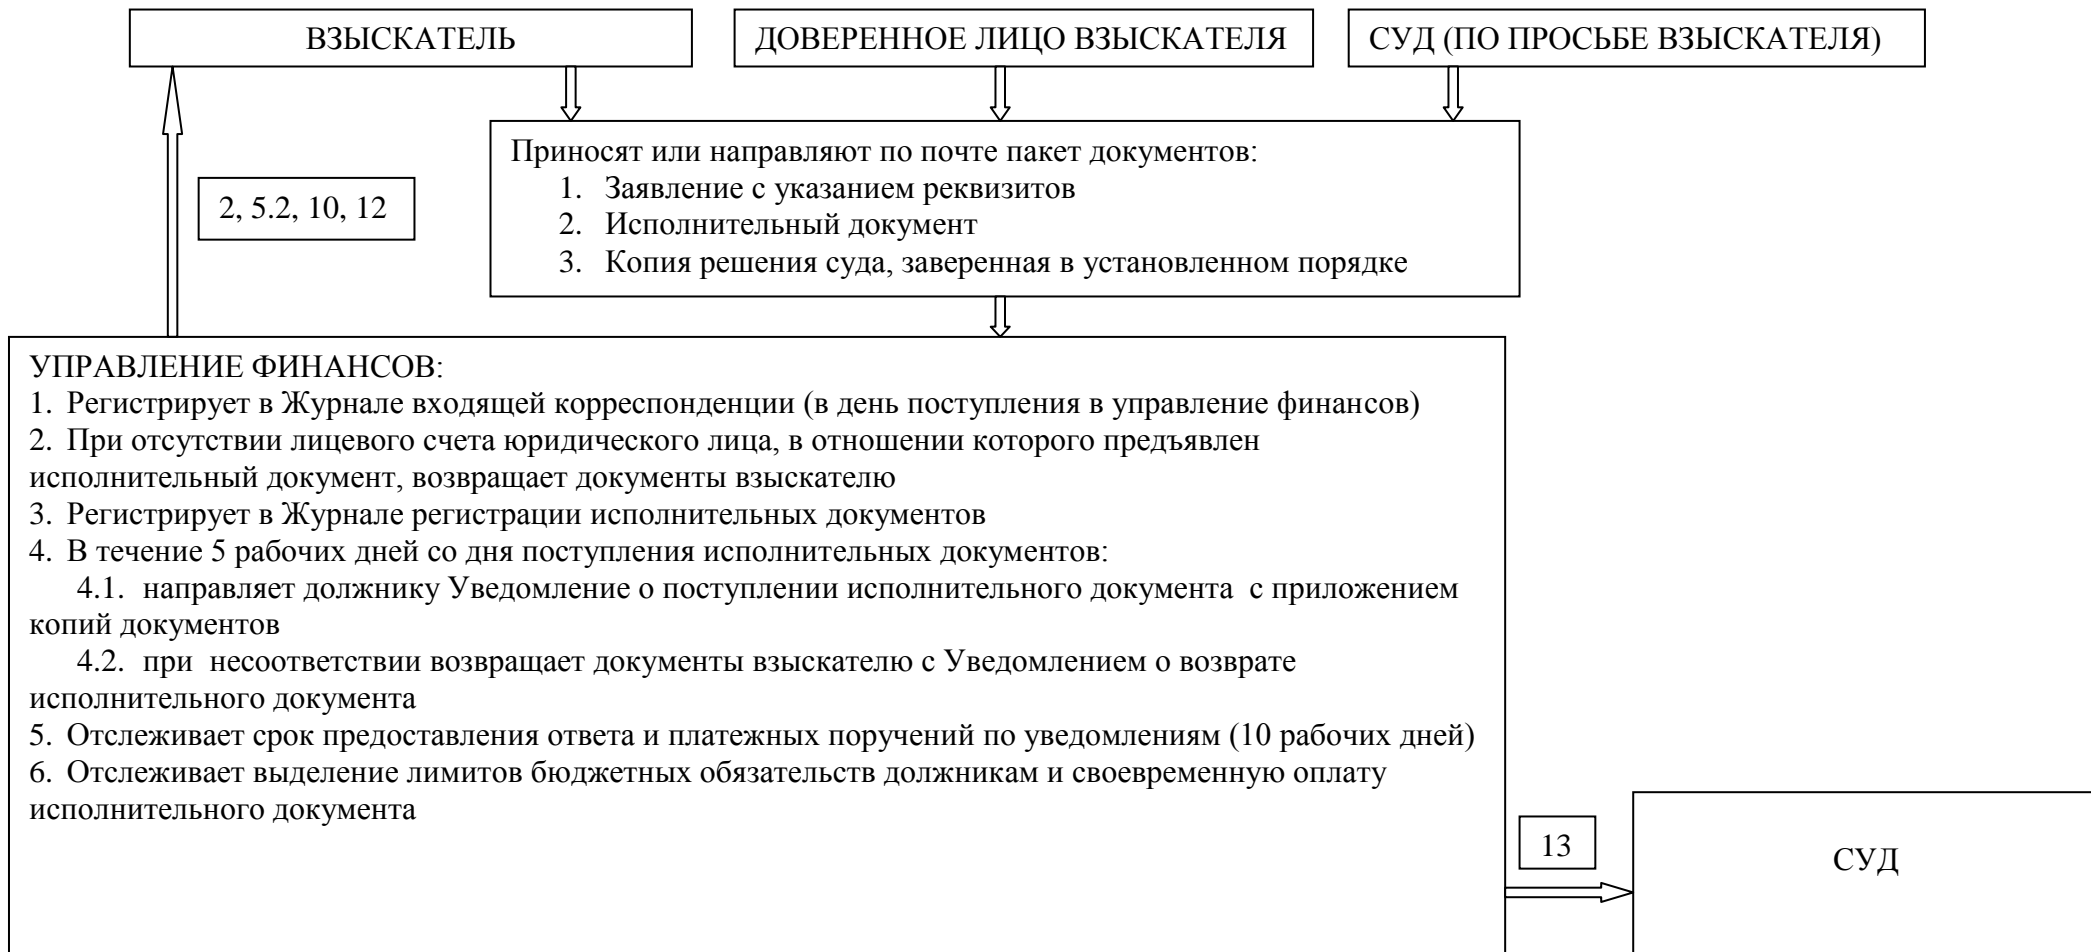 ВЗЫСКАТЕЛЬ
ДОВЕРЕННОЕ ЛИЦО ВЗЫСКАТЕЛЯ
СУД (ПО ПРОСЬБЕ ВЗЫСКАТЕЛЯ)
2, 5.2, 10, 12
Приносят или направляют по почте пакет документов:
1. Заявление с указанием реквизитов
2. Исполнительный документ
3. Копия решения суда, заверенная в установленном порядке
УПРАВЛЕНИЕ ФИНАНСОВ:
1. Регистрирует в Журнале входящей корреспонденции (в день поступления в управление финансов)
2. При отсутствии лицевого счета юридического лица, в отношении которого предъявлен
исполнительный документ, возвращает документы взыскателю
3. Регистрирует в Журнале регистрации исполнительных документов
4. В течение 5 рабочих дней со дня поступления исполнительных документов:
4.1. направляет должнику Уведомление о поступлении исполнительного документа с приложением
копий документов
4.2. при несоответствии возвращает документы взыскателю с Уведомлением о возврате
исполнительного документа
5. Отслеживает срок предоставления ответа и платежных поручений по уведомлениям (10 рабочих дней)
6. Отслеживает выделение лимитов бюджетных обязательств должникам и своевременную оплату
исполнительного документа
13
СУД